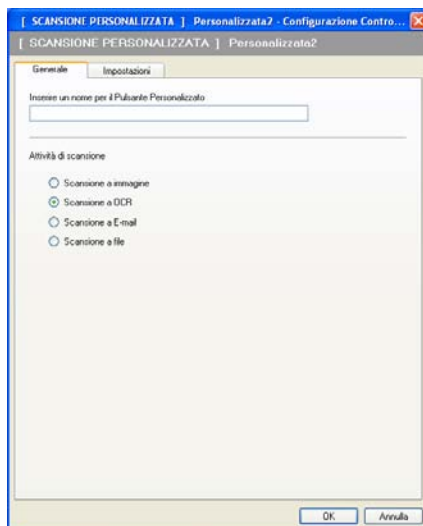 [ SCANSIONE PERSONALIZZATA ] Personalizzata2 - Configurazione Contro...
[ SCANSIONE PERSONALIZZATA ] Personalizzata2
Generale Impostazioni
Inserire un nome per il Pulsante Personalizzato
Attività di scansione
Scansione a immagine
Scansione a OCR
Scansione a E-mail
Scansione a file
OK Annulla